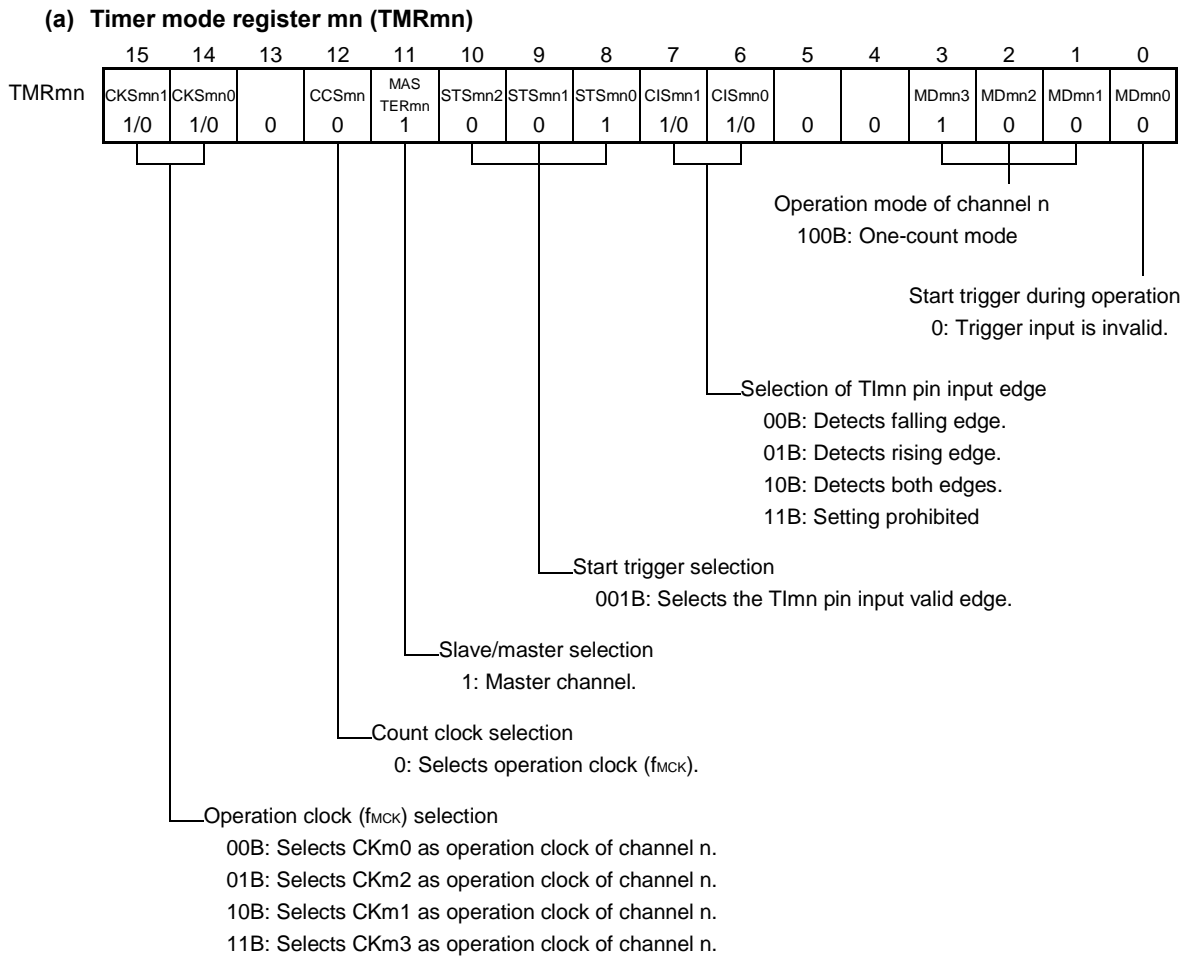 (a) Timer mode register mn (TMRmn)
15 14 13 12 11 10 9 8 7 6 5 4 3 2 1 0
TMRmn CKSmn1 CKSmn0 CCSmn MAS TERmn STSmn2 STSmn1 STSmn0 CISmn1 CISmn0 MDmn3 MDmn2 MDmn1 MDmn0
1/0 1/0 0 0 1 0 0 1 1/0 1/0 0 0 1 0 0 0
Operation mode of channel n
100B: One-count mode
Start trigger during operation
0: Trigger input is invalid.
Selection of TImn pin input edge
00B: Detects falling edge.
01B: Detects rising edge.
10B: Detects both edges.
11B: Setting prohibited
Start trigger selection
001B: Selects the TImn pin input valid edge.
Slave/master selection
1: Master channel.
Count clock selection
0: Selects operation clock (fMCK).
Operation clock (fMCK) selection
00B: Selects CKm0 as operation clock of channel n.
01B: Selects CKm2 as operation clock of channel n.
10B: Selects CKm1 as operation clock of channel n.
11B: Selects CKm3 as operation clock of channel n.